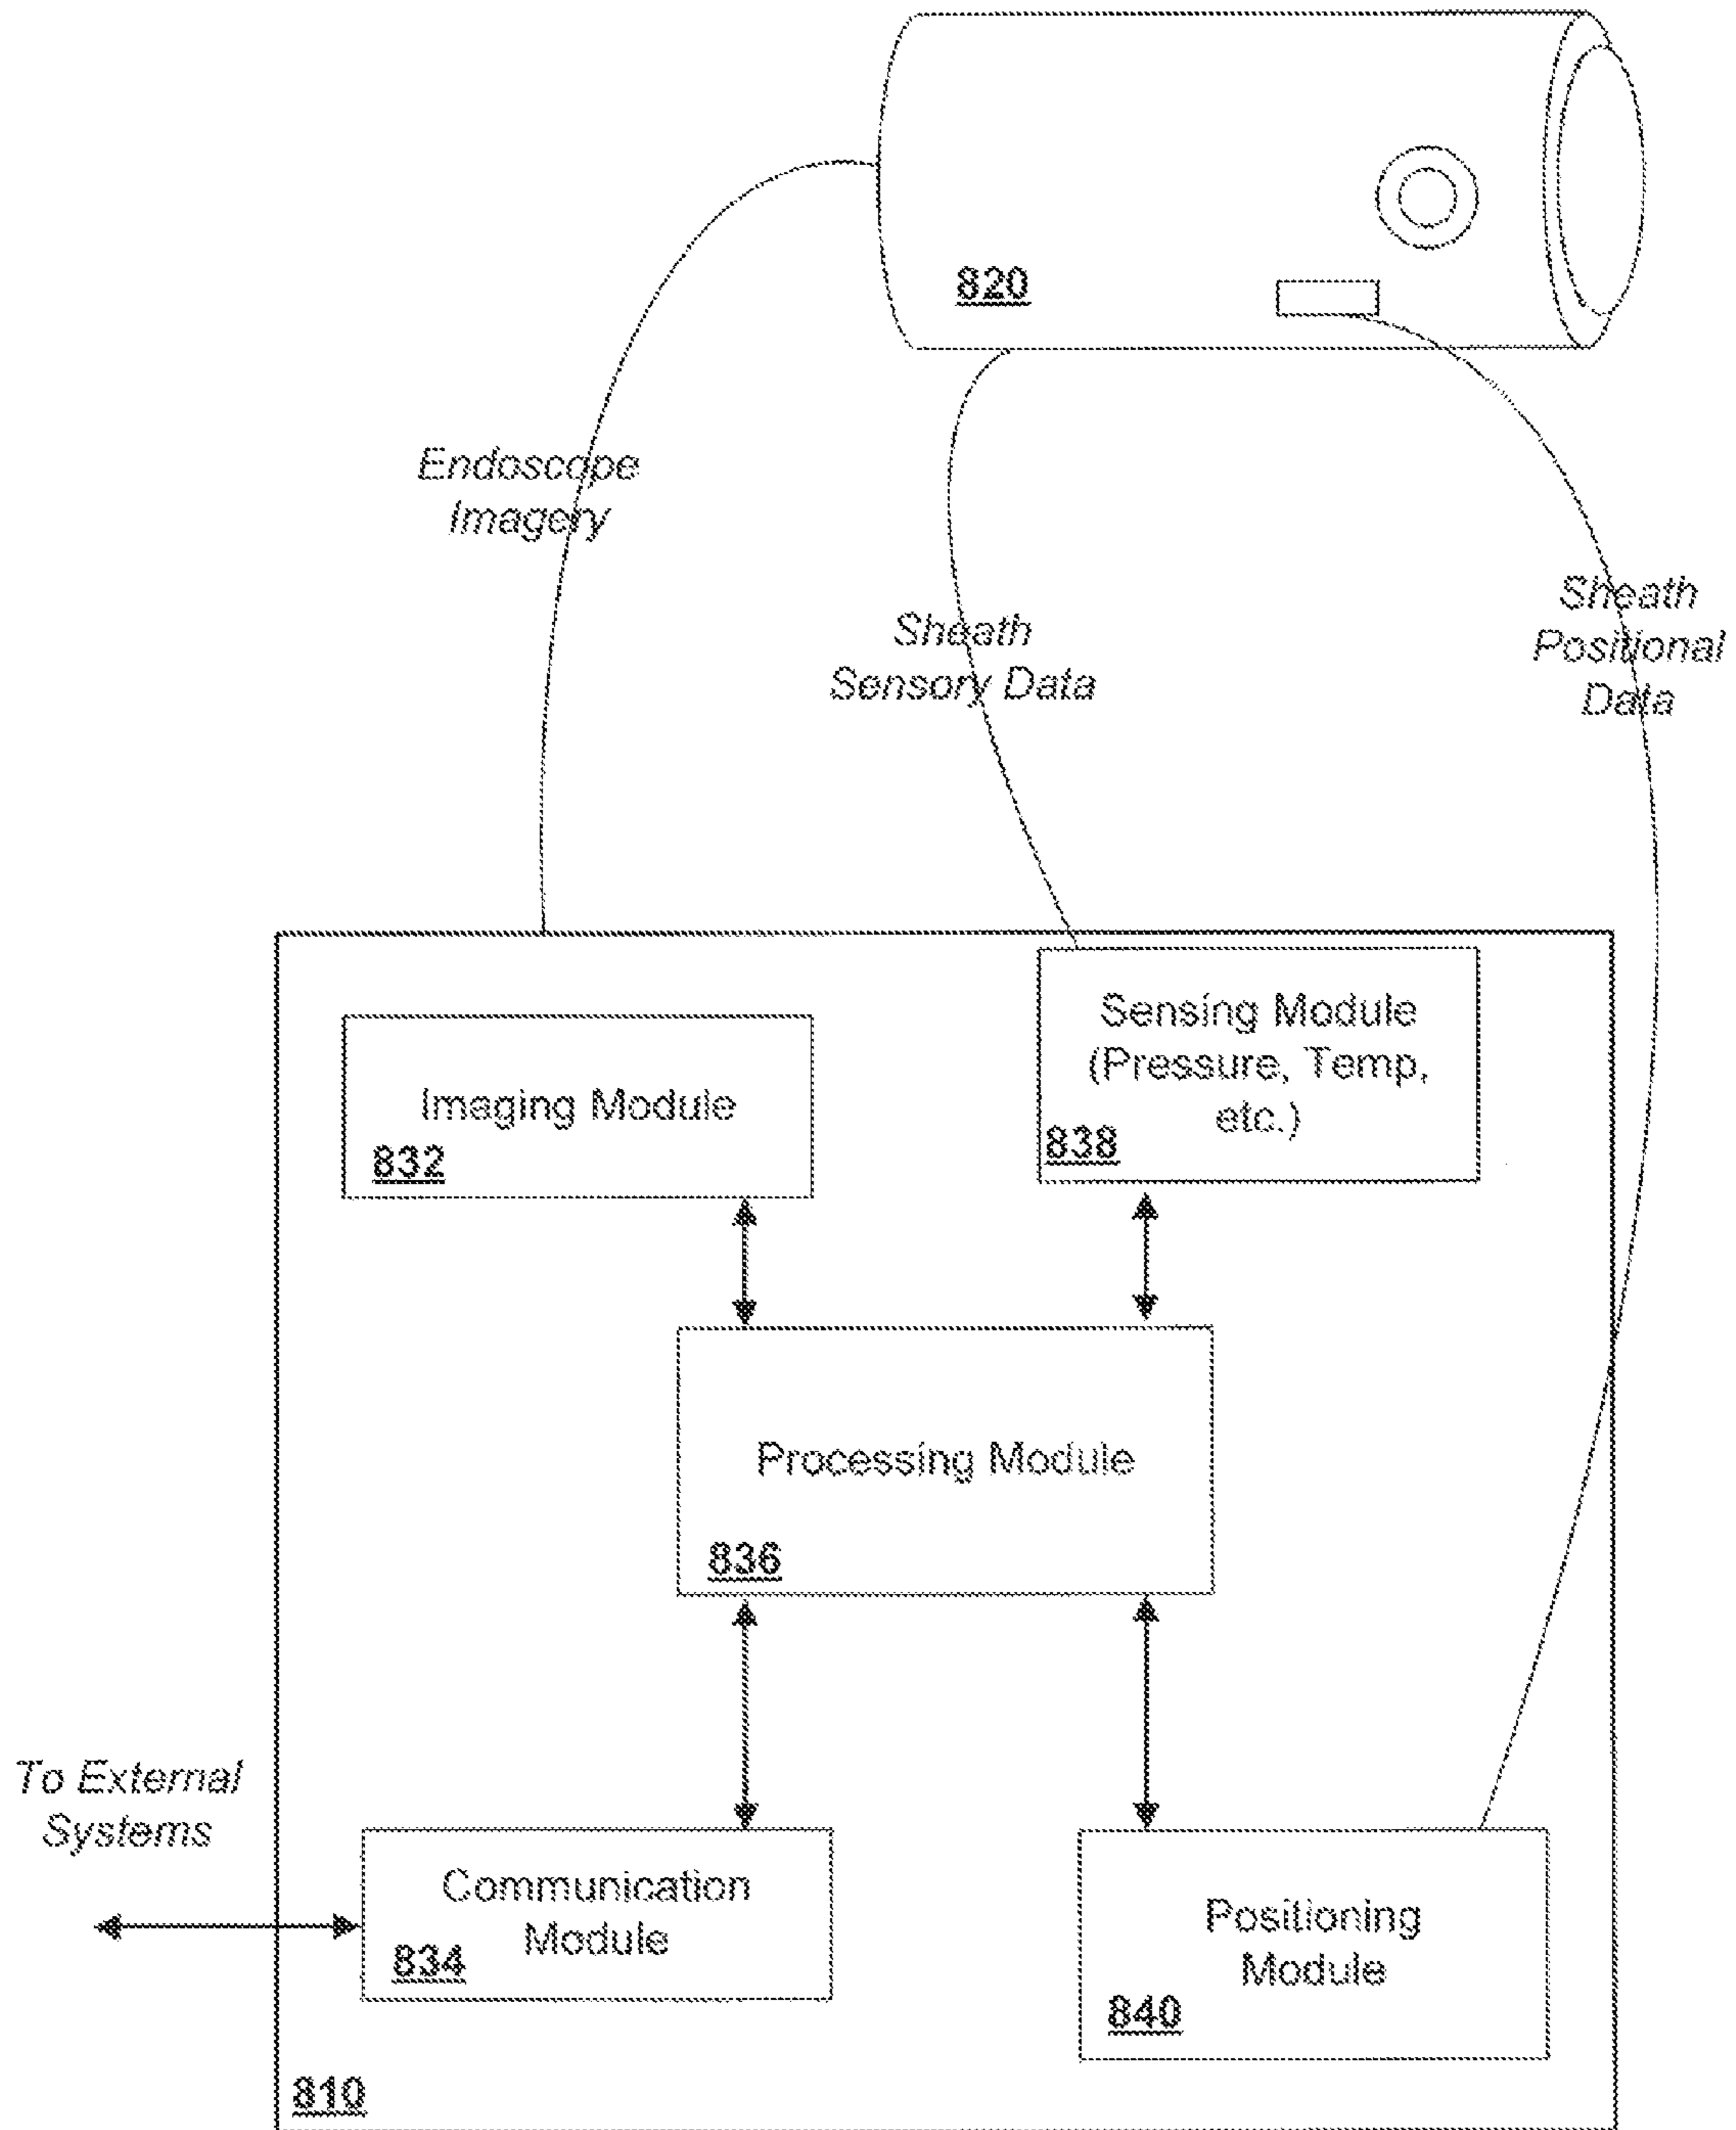 820
Endoscope
Imagery
Sheath
Sensory Data
Sheath
Positional
Data
Imaging Module
832
Sensing Module
(Pressure, Temp,
etc.)
838
Processing Module
836
To External
Systems
Communication
Module
834
Positioning
Module
840
810